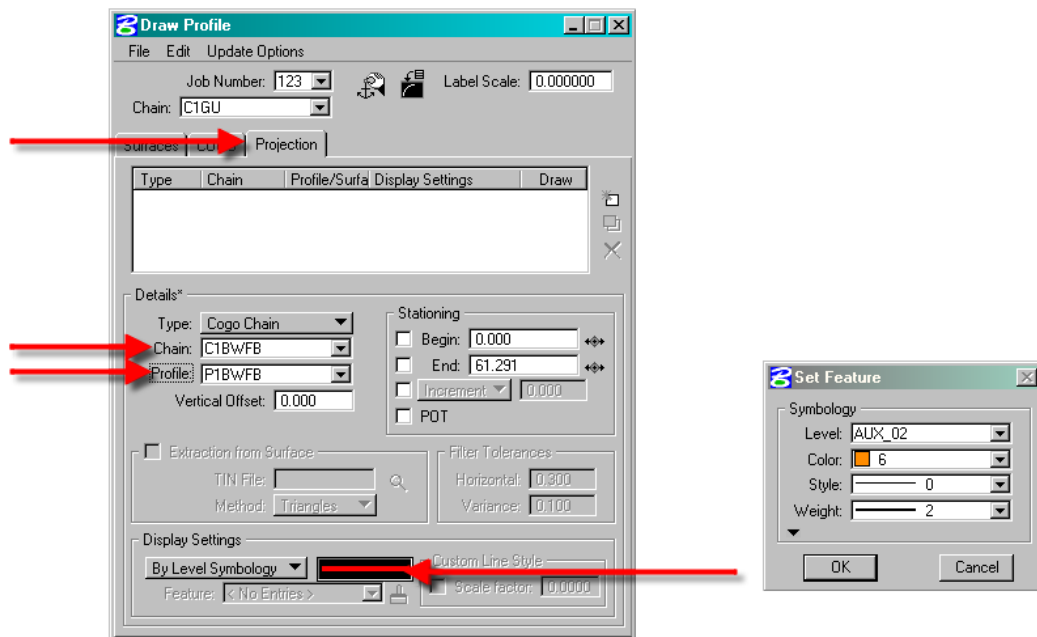 Draw Profile
File Edit Update Options
Job Number: 123
Label Scale: 0.000000
Chain: C1GU
Surfaces Projection
Type Chain Profile/Surfa Display Settings Draw
Details*
Type: Cogo Chain
Chain: C1BWFB
Profile: P1BWFB
Vertical Offset: 0.000
Stationing
Begin: 0.000
End: 61.291
Increment 0.000
POT
Extraction from Surface
TIN File:
Method: Triangles
Filter Tolerances
Horizontal: 0.300
Variance: 0.100
Display Settings
By Level Symbology
Feature: < No Entries >
Custom Line Style
Scale factor: 0.0000
Set Feature
Symbology
Level: AUX_02
Color: 6
Style: 0
Weight: 2
OK Cancel